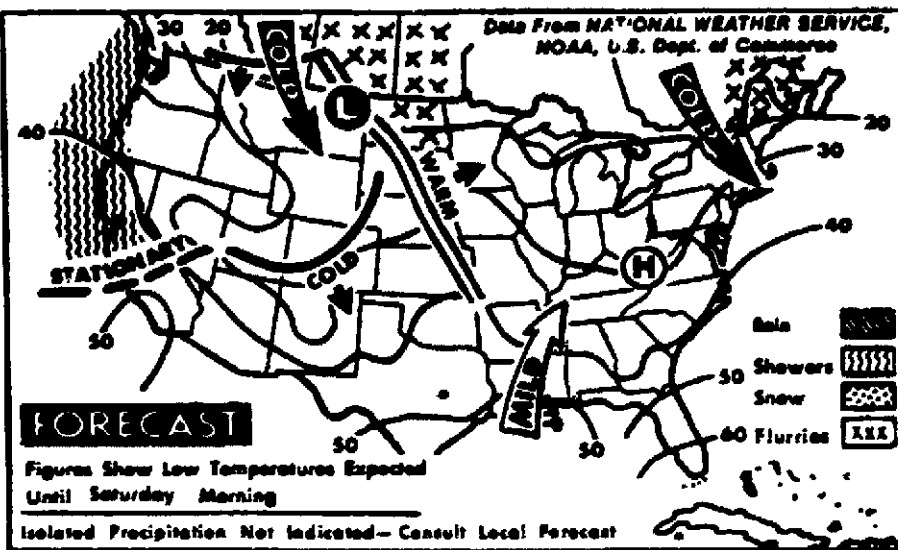 Data From NATIONAL WEATHER SERVICE,
NOAA, U.S. Dept. of Commerce
30 20
COLD
COLD
L
40
20
30
WARM
40
STATIONARY
COLD
H
50
Rain
Showers
MILD
50
Snow
FORECAST
50
50
60 Flurries
Figures Show Low Temperatures Expected
Until Saturday Morning
Isolated Precipitation Not Indicated – Consult Local Forecast